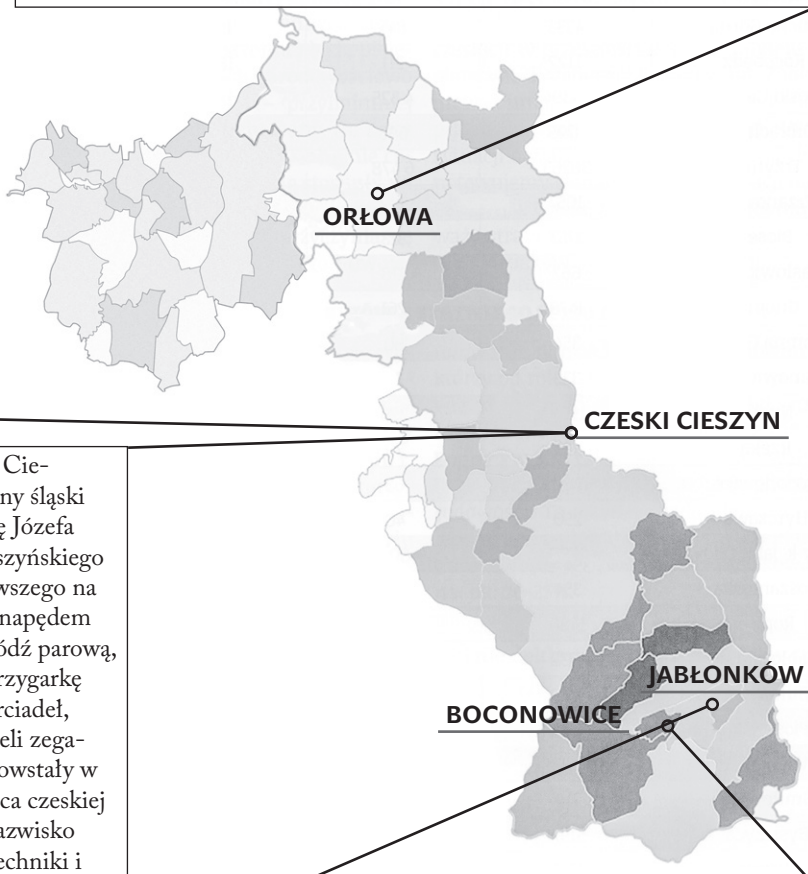 ORŁOWA
CZESKI CIESZYN
Cie-
ny śląski
ę Józefa
szyńskiego
wszego na
napędem
ódź parową,
rzygarkę
rciadeł,
eli zega-
owstały w
ca czeskiej
azwisko
echniki i
JABŁONKÓW
BOCONOWICE